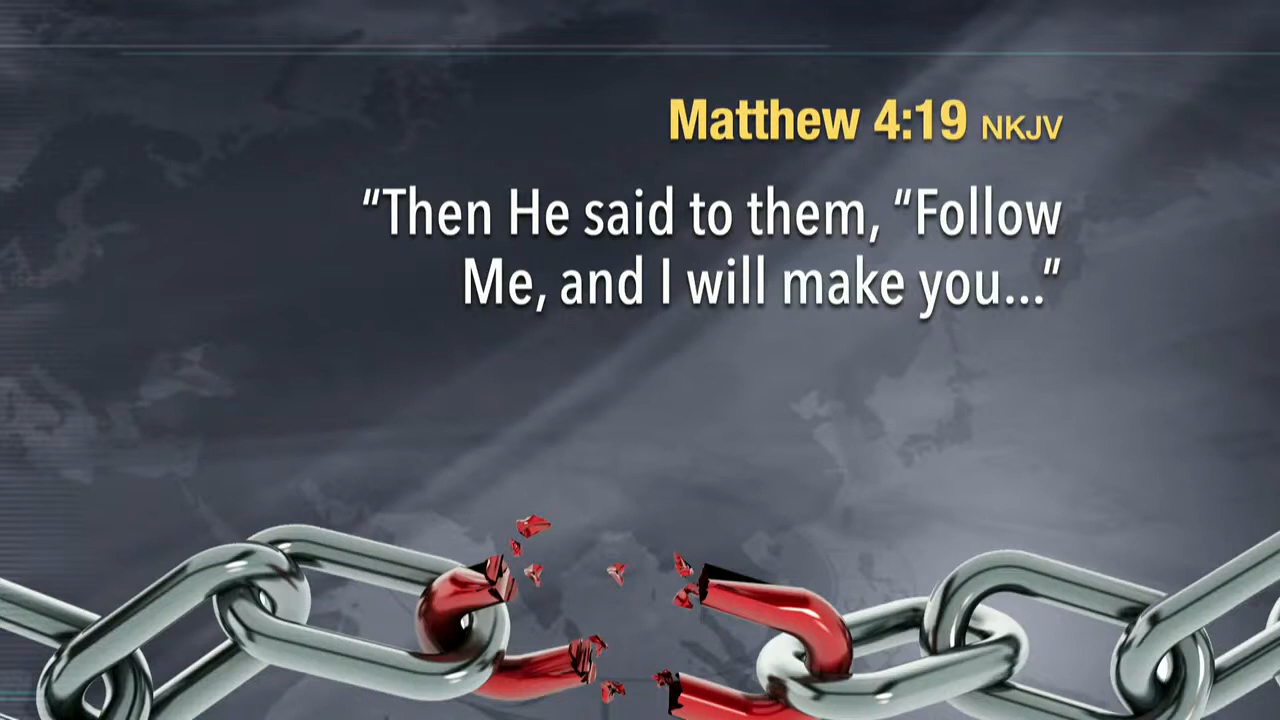 Matthew 4:19 NKJV
“Then He said to them, “Follow
Me, and I will make you...”